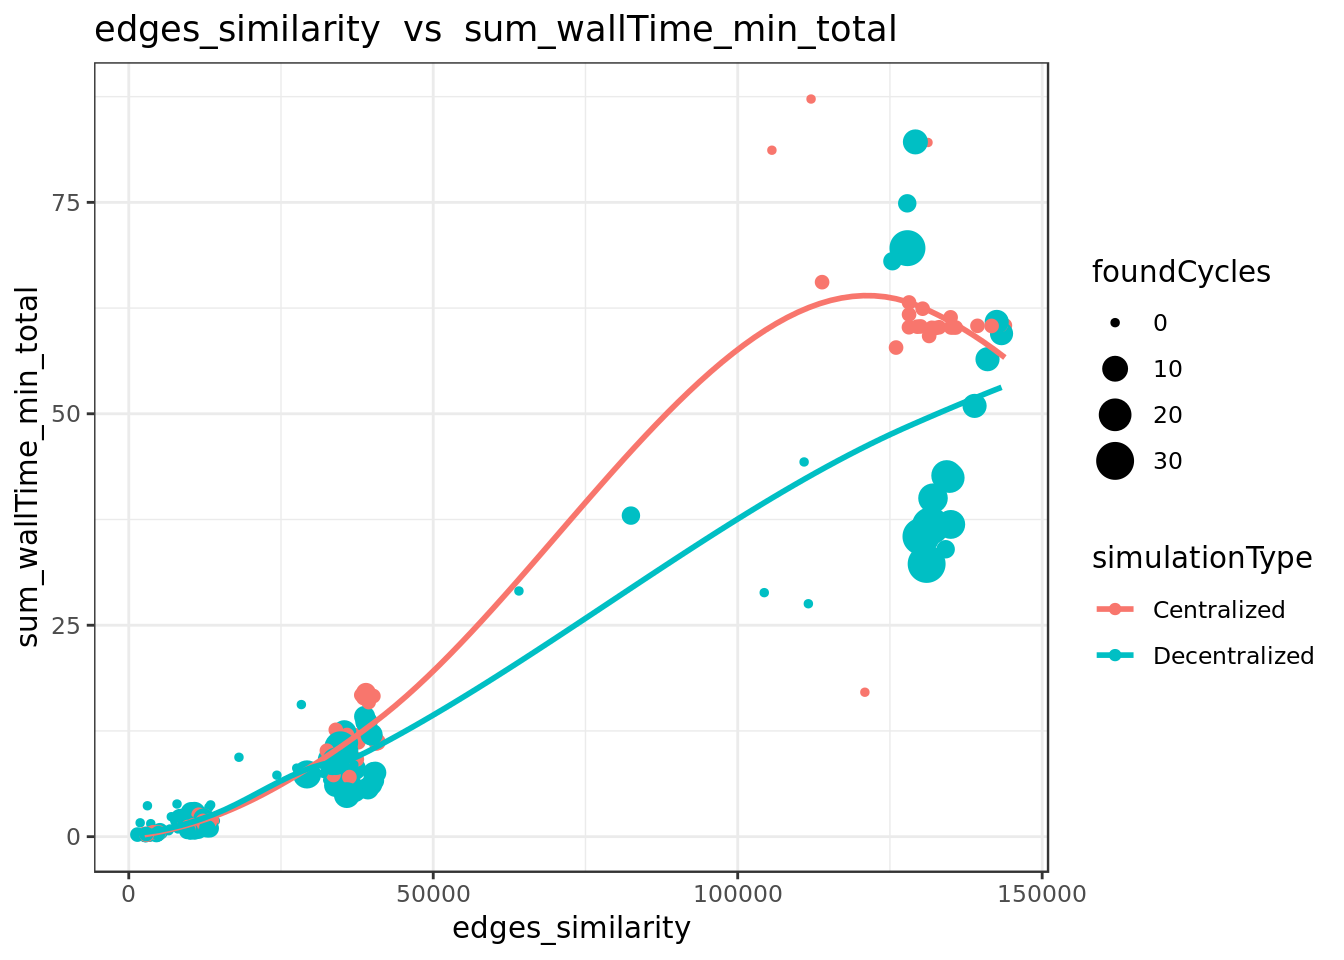 edges_similarity  vs  sum_wallTime_min_total
sum_wallTime_min_total
75
50
25
0
0
50000
100000
150000
edges_similarity
foundCycles
0
10
20
30
simulationType
Centralized
Decentralized